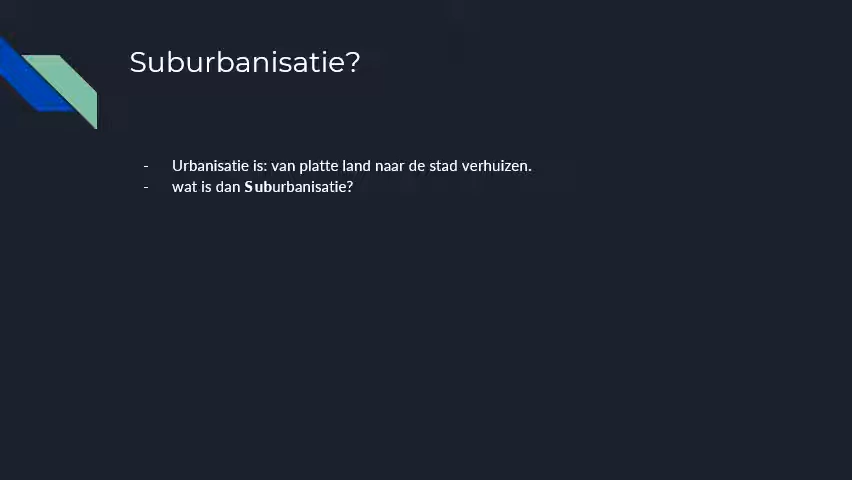 Suburbanisatie?
- Urbanisatie is: van platte land naar de stad verhuizen.
- wat is dan Suburbanisatie?